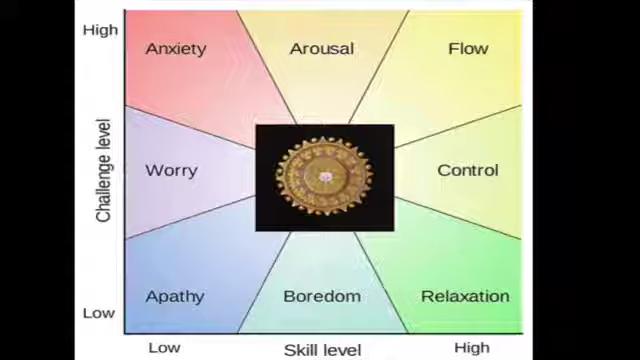 High
Anxiety
Arousal
Flow
Challenge level
Worry
Control
Apathy
Boredom
Relaxation
Low
Low
Skill level
High